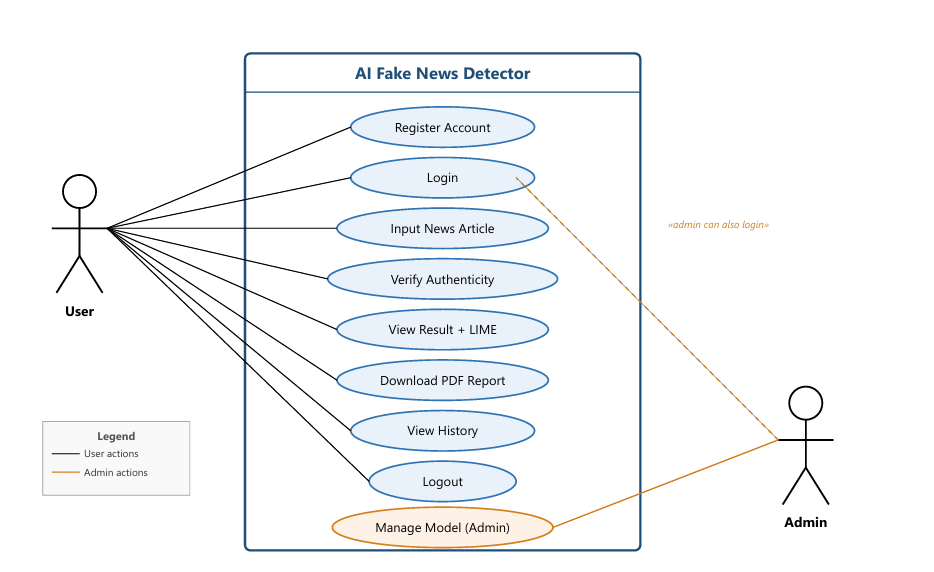 AI Fake News Detector
Register Account
Login
Input News Article
«admin can also login»
Verify Authenticity
User
View Result + LIME
Download PDF Report
View History
Legend
User actions
Admin actions
Logout
Manage Model (Admin)
Admin